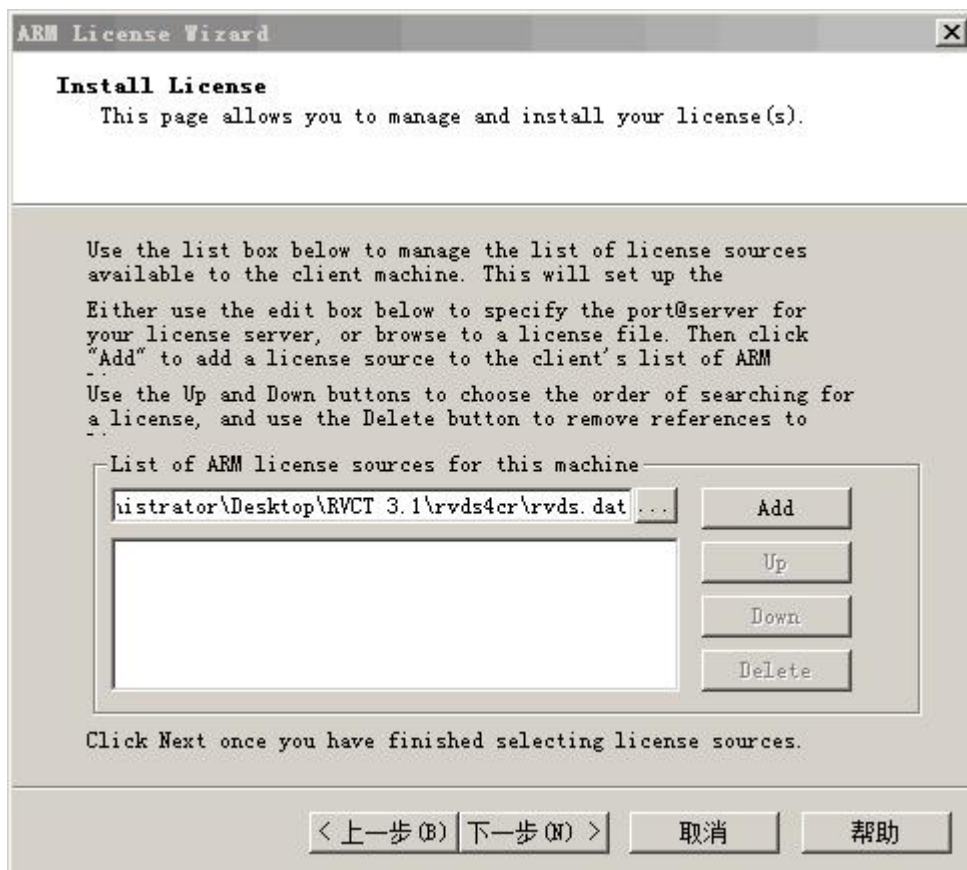 ARM License Wizard
Install License
This page allows you to manage and install your license(s).
Use the list box below to manage the list of license sources
available to the client machine. This will set up the
Either use the edit box below to specify the port@server for
your license server, or browse to a license file. Then click
"Add" to add a license source to the client's list of ARM
Use the Up and Down buttons to choose the order of searching for
a license, and use the Delete button to remove references to
List of ARM license sources for this machine
istrator\Desktop\RVCT 3.1\rvds4cr\rvds.dat
...
Add
Up
Down
Delete
Click Next once you have finished selecting license sources.
< 上一步(B)
下一步(N) >
取消
帮助